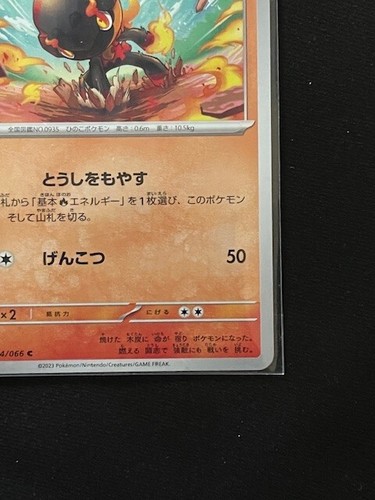 全国図鑑NO.0935 ひのこポケモン 高さ:0.6m 重さ:10.5kg
とうしをもやす
札から「基本エネルギー」を1枚選び、このポケモン
そして山札を切る。
げんこつ 50
×2 抵抗力 にげる
焼けた 木炭に 命が 宿り ポケモンになった。
燃える 闘志で 強敵にも 戦いを 挑む。
4/066 C
©2023 Pokémon/Nintendo/Creatures/GAME FREAK